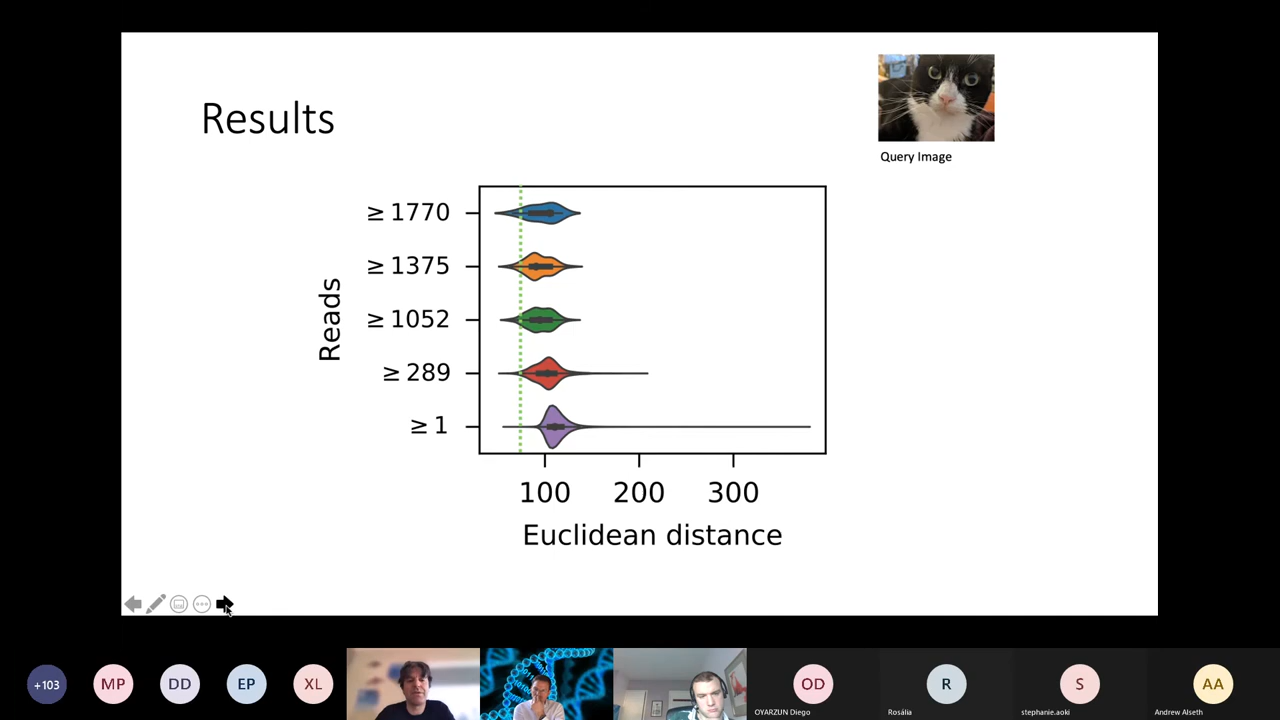 Results
Query Image
Reads
≥ 1770
≥ 1375
≥ 1052
≥ 289
≥ 1
100 200 300
Euclidean distance
+103
MP
DD
EP
XL
OD
R
S
AA
OYARZUN Diego
Rosália
stephanie.aoki
Andrew Alseth